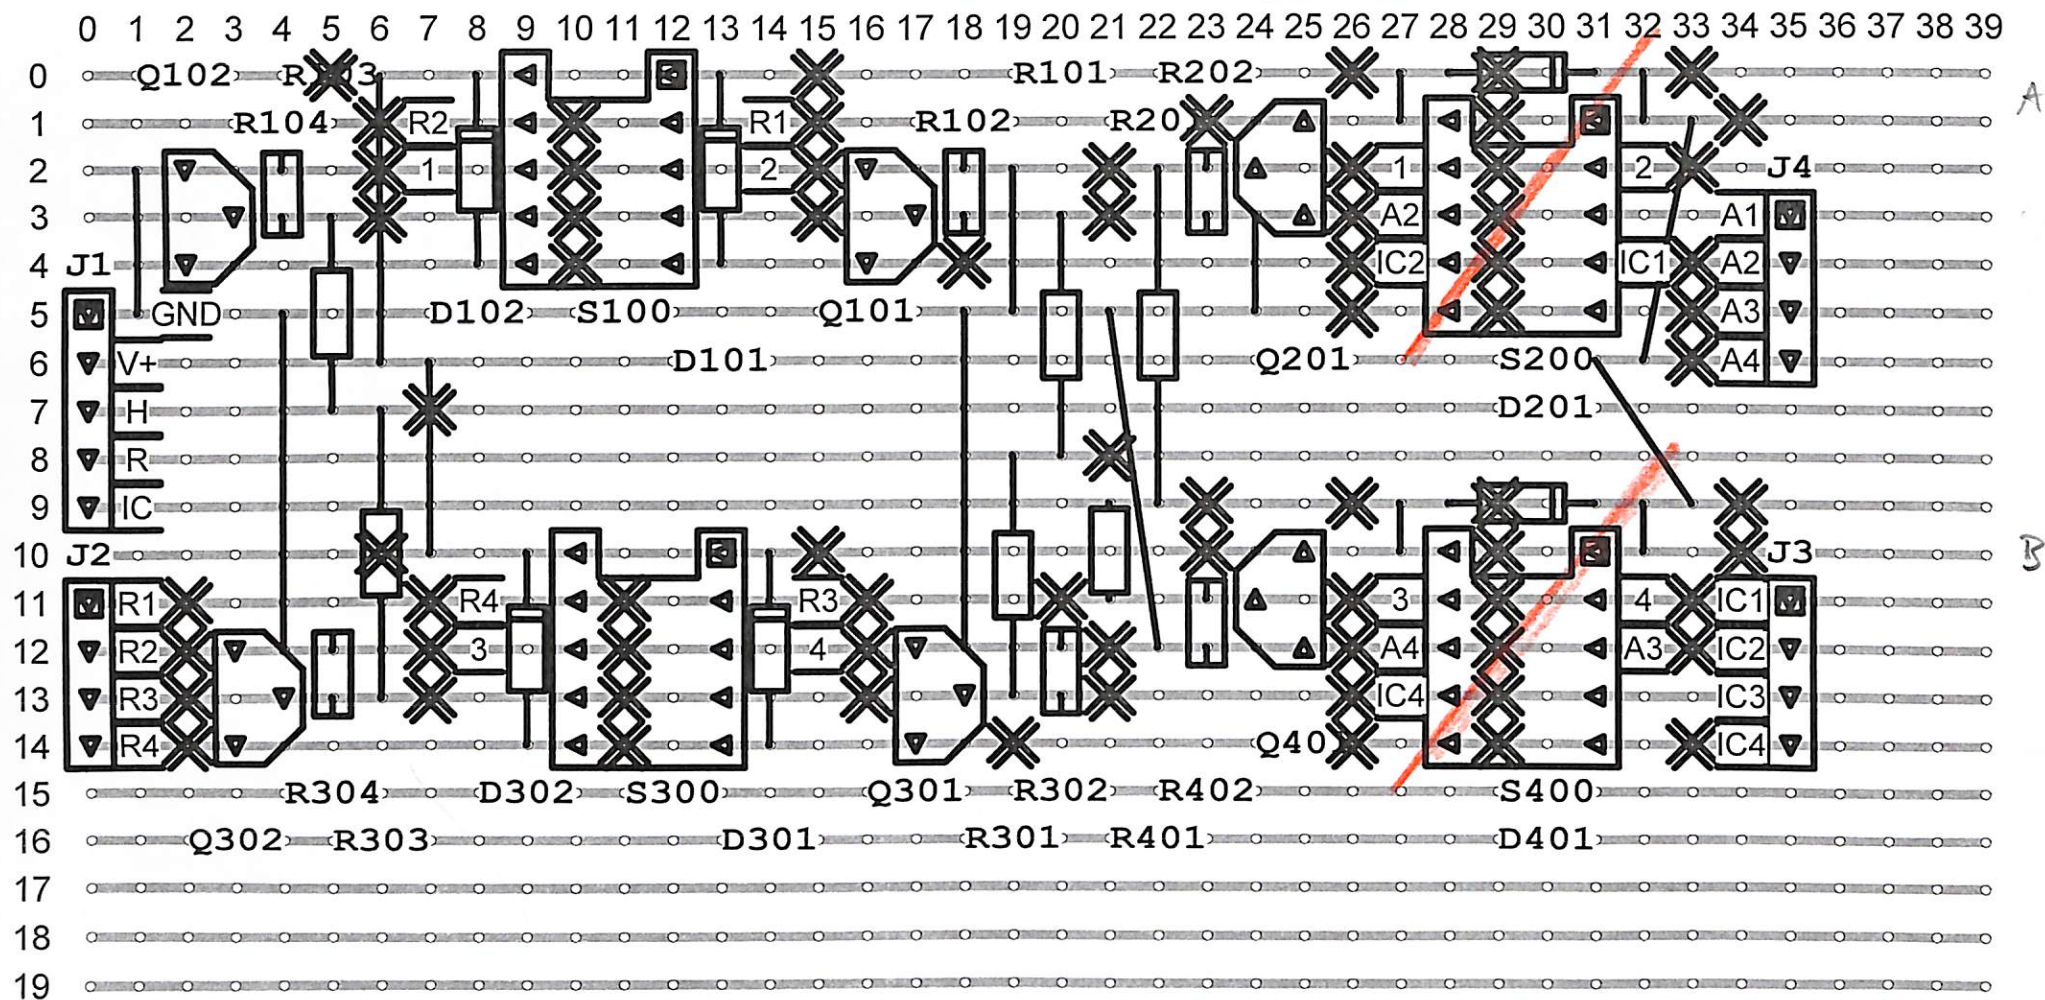 0 1 2 3 4 5 6 7 8 9 10 11 12 13 14 15 16 17 18 19 20 21 22 23 24 25 26 27 28 29 30 31 32 33 34 35 36 37 38 39
0 Q102 R101 R202
1 R104 R2 R1 R102 R20 A
2 1 2 1 2 J4
3 A2 A1
4 J1 IC2 IC1 A2
5 GND D102 S100 Q101 A3
6 V+ D101 Q201 S200 A4
7 H D201
8 R
9 IC
10 J2 J3 B
11 R1 R4 R3 3 4 IC1
12 R2 3 4 A4 A3 IC2
13 R3 IC4 IC3
14 R4 Q40 IC4
15 R304 D302 S300 Q301 R302 R402 S400
16 Q302 R303 D301 R301 R401 D401
17
18
19